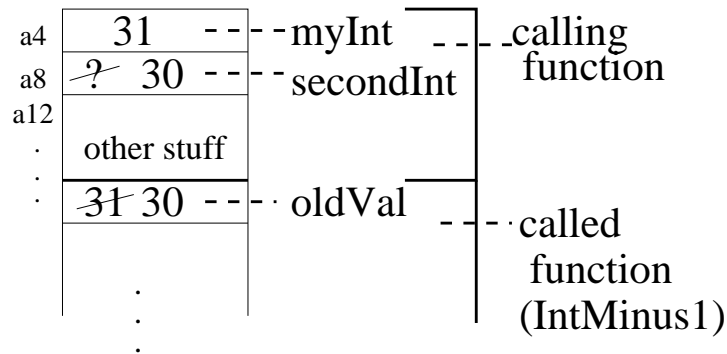 a4 31 myInt calling
a8 ? 30 secondInt function
a12
other stuff
31 30 oldVal
called
function
(IntMinus1)